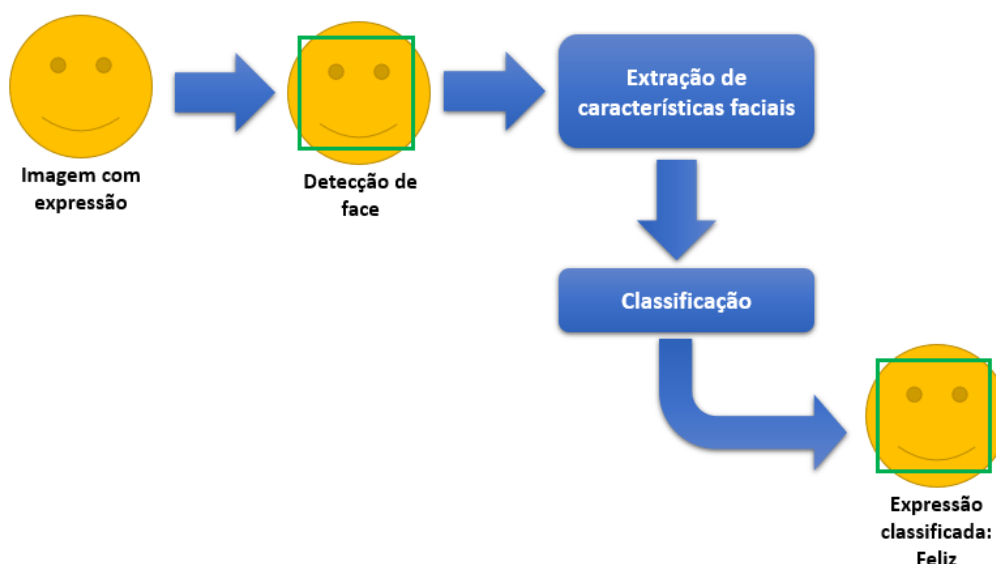 Imagem com
expressão
Detecção de
face
Extração de
características faciais
Classificação
Expressão
classificada:
Feliz